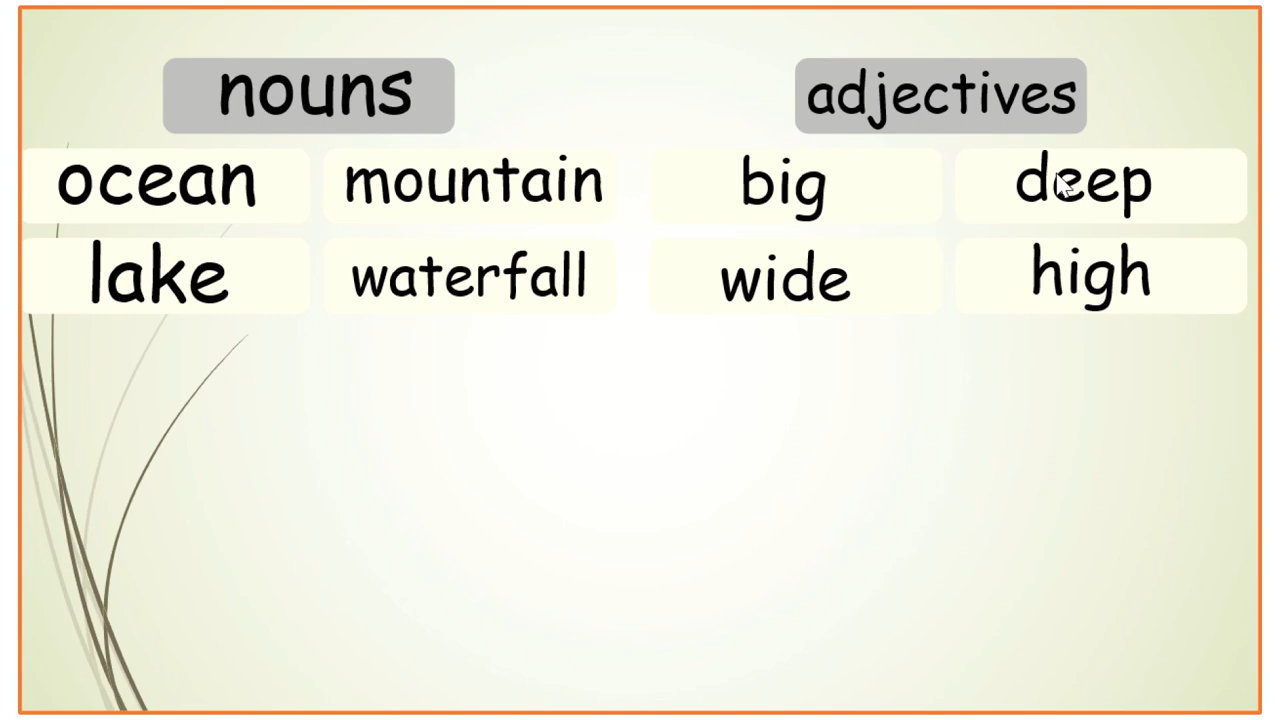 nouns adjectives
ocean mountain big deep
lake waterfall wide high